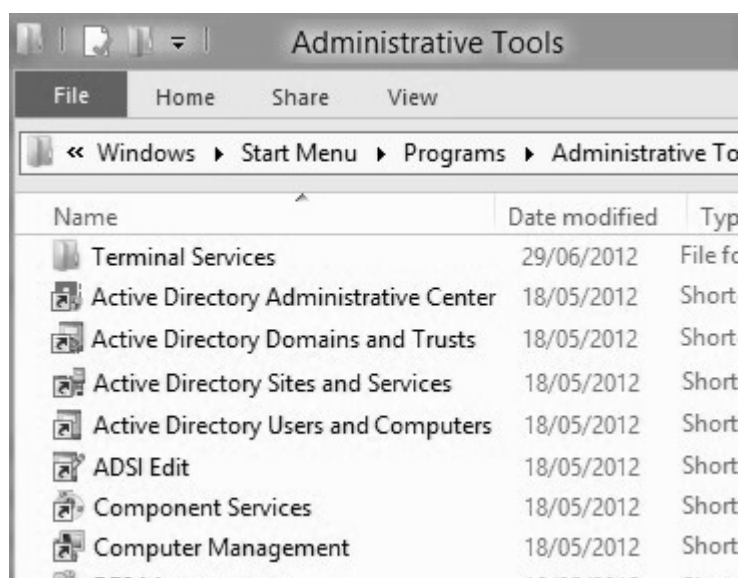 Administrative Tools
File Home Share View
« Windows Start Menu Programs Administrative To
Name Date modified Typ
Terminal Services 29/06/2012 File fo
Active Directory Administrative Center 18/05/2012 Short
Active Directory Domains and Trusts 18/05/2012 Short
Active Directory Sites and Services 18/05/2012 Short
Active Directory Users and Computers 18/05/2012 Short
ADSI Edit 18/05/2012 Short
Component Services 18/05/2012 Short
Computer Management 18/05/2012 Short